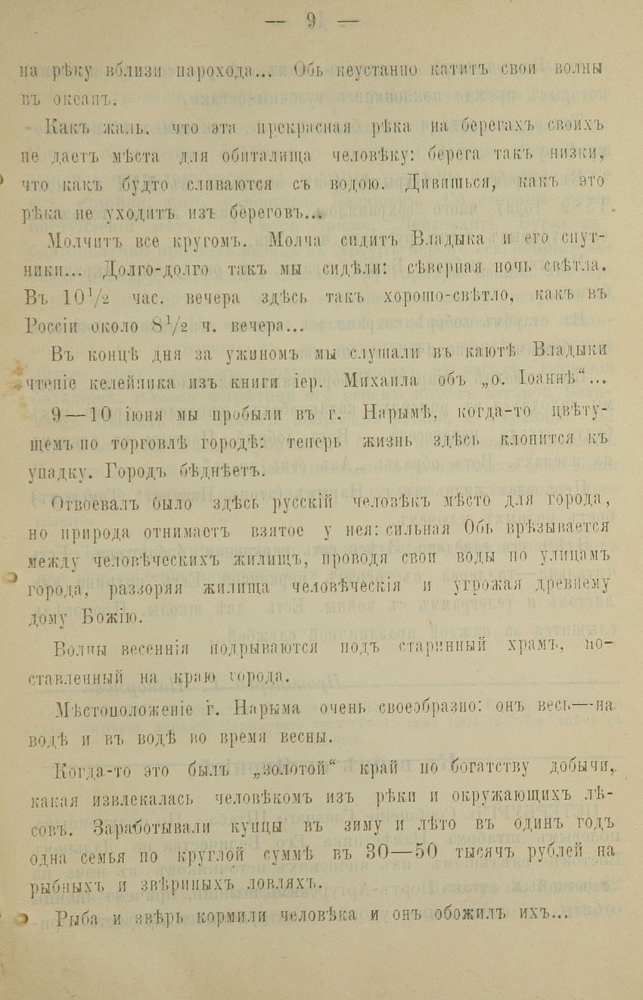 — 9 —
на рѣку вблизи парохода... Обь неустанно катитъ свои волны
въ океанъ.
Какъ жаль. что эта прекрасная рѣка на берегахъ своихъ
не даетъ мѣста для обиталища человѣку: берега такъ низки,
что какъ будто сливаются съ водою. Дивишься, какъ это
рѣка не уходитъ изъ береговъ...
Молчитъ все кругомъ. Молча сидитъ Владыка и его спут-
ники... Долго-долго такъ мы сидѣли: сѣверная ночь свѣтла.
Въ 10¹/₂ час. вечера здѣсь такъ хорошо-свѣтло, какъ въ
Россіи около 8¹/₂ ч. вечера...
Въ концѣ дня за ужиномъ мы слушали въ каютѣ Владыки
чтеніе келейника изъ книги іер. Михаила объ „о. Іоаннѣ“...
9—10 іюня мы пробыли въ г. Нарымѣ, когда-то цвѣту-
щемъ по торговлѣ городѣ: теперь жизнь здѣсь клонится къ
упадку. Городъ бѣднѣетъ.
Отвоевалъ было здѣсь русскій человѣкъ мѣсто для города,
но природа отнимаетъ взятое у нея: сильная Обь врѣзывается
между человѣческихъ жилищъ, проводя свои воды по улицамъ
города, раззоряя жилища человѣческія и угрожая древнему
дому Божію.
Волны весеннія подрываются подъ старинный храмъ, по-
ставленный на краю города.
Мѣстоположеніе г. Нарыма очень своеобразно: онъ весь—на
водѣ и въ водѣ во время весны.
Когда-то это былъ „золотой“ край по богатству добычи,
какая извлекалась человѣкомъ изъ рѣки и окружающихъ лѣ-
совъ. Заработывали купцы въ зиму и лѣто въ одинъ годъ
одна семья по круглой суммѣ въ 30—50 тысячъ рублей на
рыбныхъ и звѣриныхъ ловляхъ.
Рыба и звѣрь кормили человѣка и онъ обожилъ ихъ...